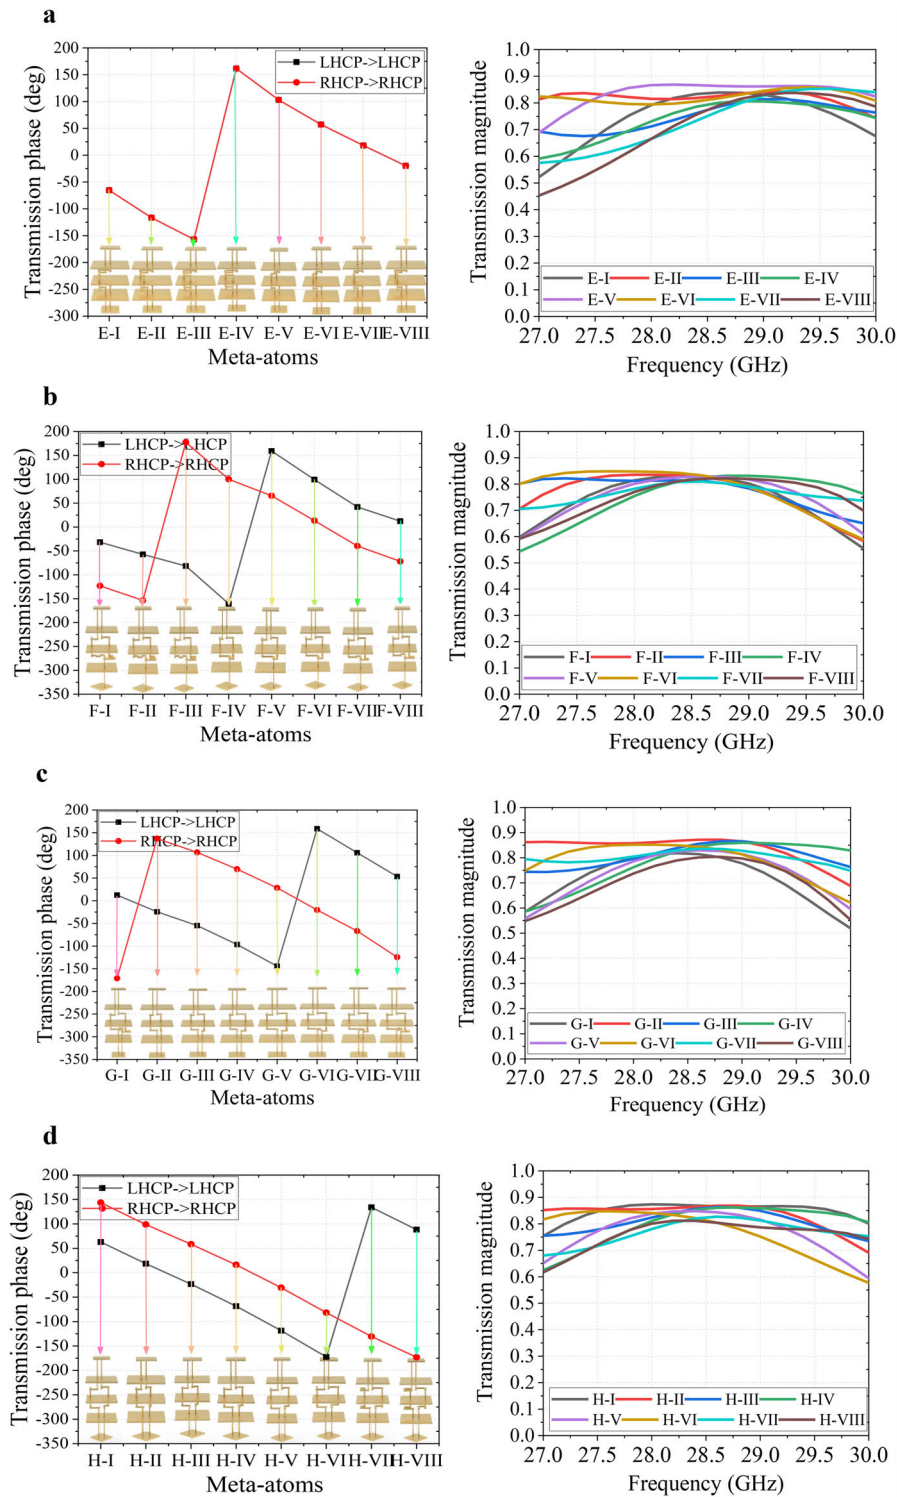 a
200
150
100
50
0
-50
-100
-150
-200
-250
-300
Transmission phase (deg)
LHCP->LHCP
RHCP->RHCP
E-I E-II E-III E-IV E-V E-VI E-VII E-VIII
Meta-atoms
1.0
0.9
0.8
0.7
0.6
0.5
0.4
0.3
0.2
0.1
0.0
Transmission magnitude
E-I E-II E-III E-IV
E-V E-VI E-VII E-VIII
27.0 27.5 28.0 28.5 29.0 29.5 30.0
Frequency (GHz)
b
200
150
100
50
0
-50
-100
-150
-200
-250
-300
-350
Transmission phase (deg)
LHCP->LHCP
RHCP->RHCP
F-I F-II F-III F-IV F-V F-VI F-VII F-VIII
Meta-atoms
1.0
0.9
0.8
0.7
0.6
0.5
0.4
0.3
0.2
0.1
0.0
Transmission magnitude
F-I F-II F-III F-IV
F-V F-VI F-VII F-VIII
27.0 27.5 28.0 28.5 29.0 29.5 30.0
Frequency (GHz)
c
200
150
100
50
0
-50
-100
-150
-200
-250
-300
-350
Transmission phase (deg)
LHCP->LHCP
RHCP->RHCP
G-I G-II G-III G-IV G-V G-VI G-VII G-VIII
Meta-atoms
1.0
0.9
0.8
0.7
0.6
0.5
0.4
0.3
0.2
0.1
0.0
Transmission magnitude
G-I G-II G-III G-IV
G-V G-VI G-VII G-VIII
27.0 27.5 28.0 28.5 29.0 29.5 30.0
Frequency (GHz)
d
200
150
100
50
0
-50
-100
-150
-200
-250
-300
-350
Transmission phase (deg)
LHCP->LHCP
RHCP->RHCP
H-I H-II H-III H-IV H-V H-VI H-VII H-VIII
Meta-atoms
1.0
0.9
0.8
0.7
0.6
0.5
0.4
0.3
0.2
0.1
0.0
Transmission magnitude
H-I H-II H-III H-IV
H-V H-VI H-VII H-VIII
27.0 27.5 28.0 28.5 29.0 29.5 30.0
Frequency (GHz)